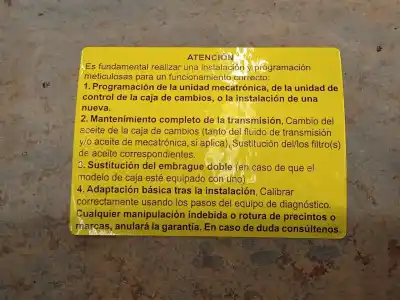 ATENCIÓN
Es fundamental realizar una instalación y programación
meticulosas para un funcionamiento correcto:
1. Programación de la unidad mecatrónica, de la unidad de
control de la caja de cambios, o la instalación de una
nueva.
2. Mantenimiento completo de la transmisión, Cambio del
aceite de la caja de cambios (tanto del fluido de transmisión
y/o aceite de mecatrónica, si aplica), Sustitución del/los filtro(s)
de aceite correspondientes.
3. Sustitución del embrague doble (en caso de que el
modelo de caja esté equipado con uno)
4. Adaptación básica tras la instalación, Calibrar
correctamente usando los pasos del equipo de diagnóstico.
Cualquier manipulación indebida o rotura de precintos o
marcas, anulará la garantía. En caso de duda consúltenos.